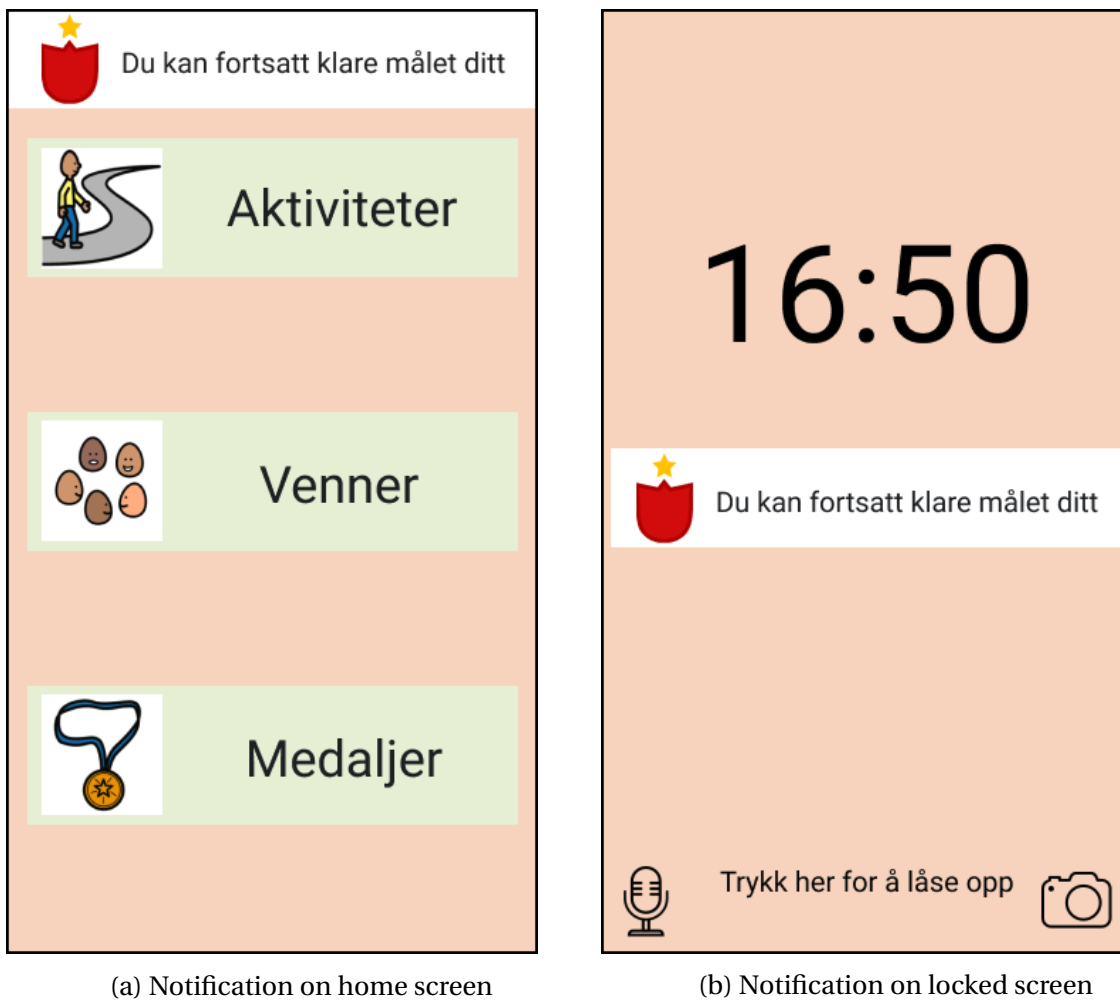 Du kan fortsatt klare målet ditt
Aktiviteter
Venner
Medaljer
(a) Notification on home screen
16:50
Du kan fortsatt klare målet ditt
Trykk her for å låse opp
(b) Notification on locked screen